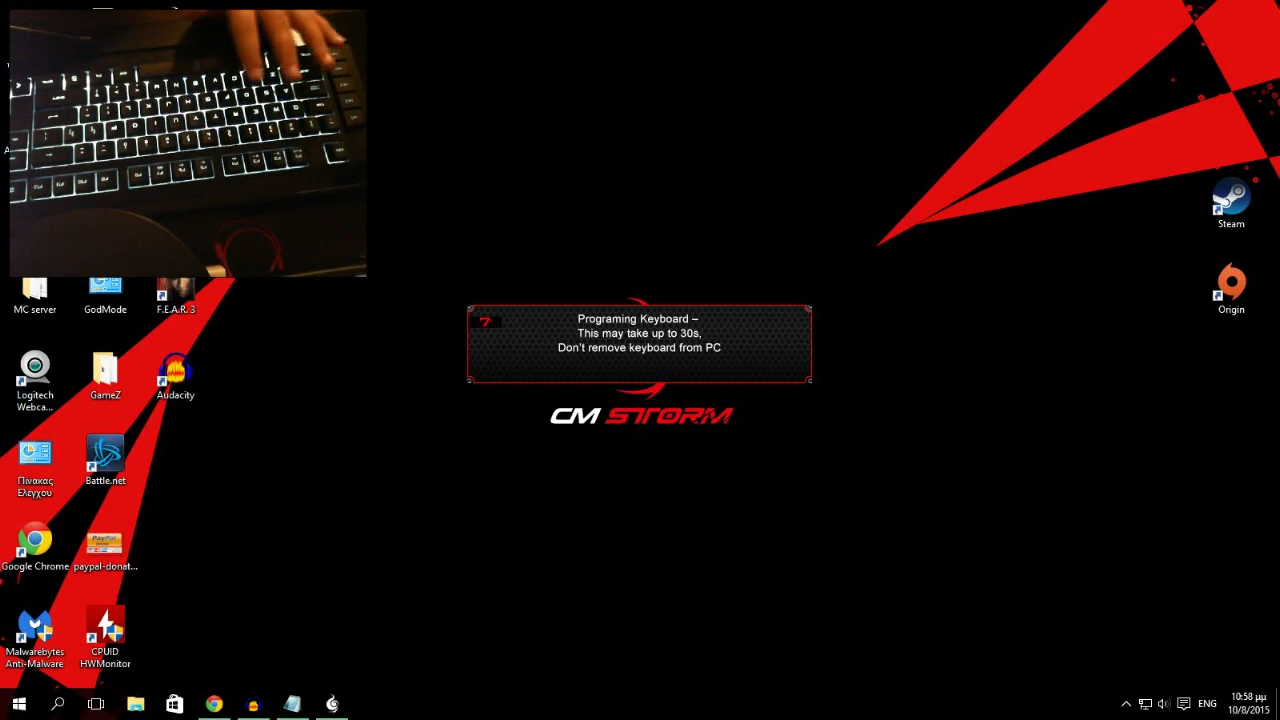 MC server
GodMode
F.E.A.R. 3
Logitech
Webca...
GameZ
Audacity
Πίνακας
Ελέγχου
Battle.net
Google Chrome
paypal-donat...
PayPal
Malwarebytes
Anti-Malware
CPUID
HWMonitor
7
Programing Keyboard –
This may take up to 30s,
Don't remove keyboard from PC
CM STORM
Steam
Origin
ENG
10:58 μμ
10/8/2015